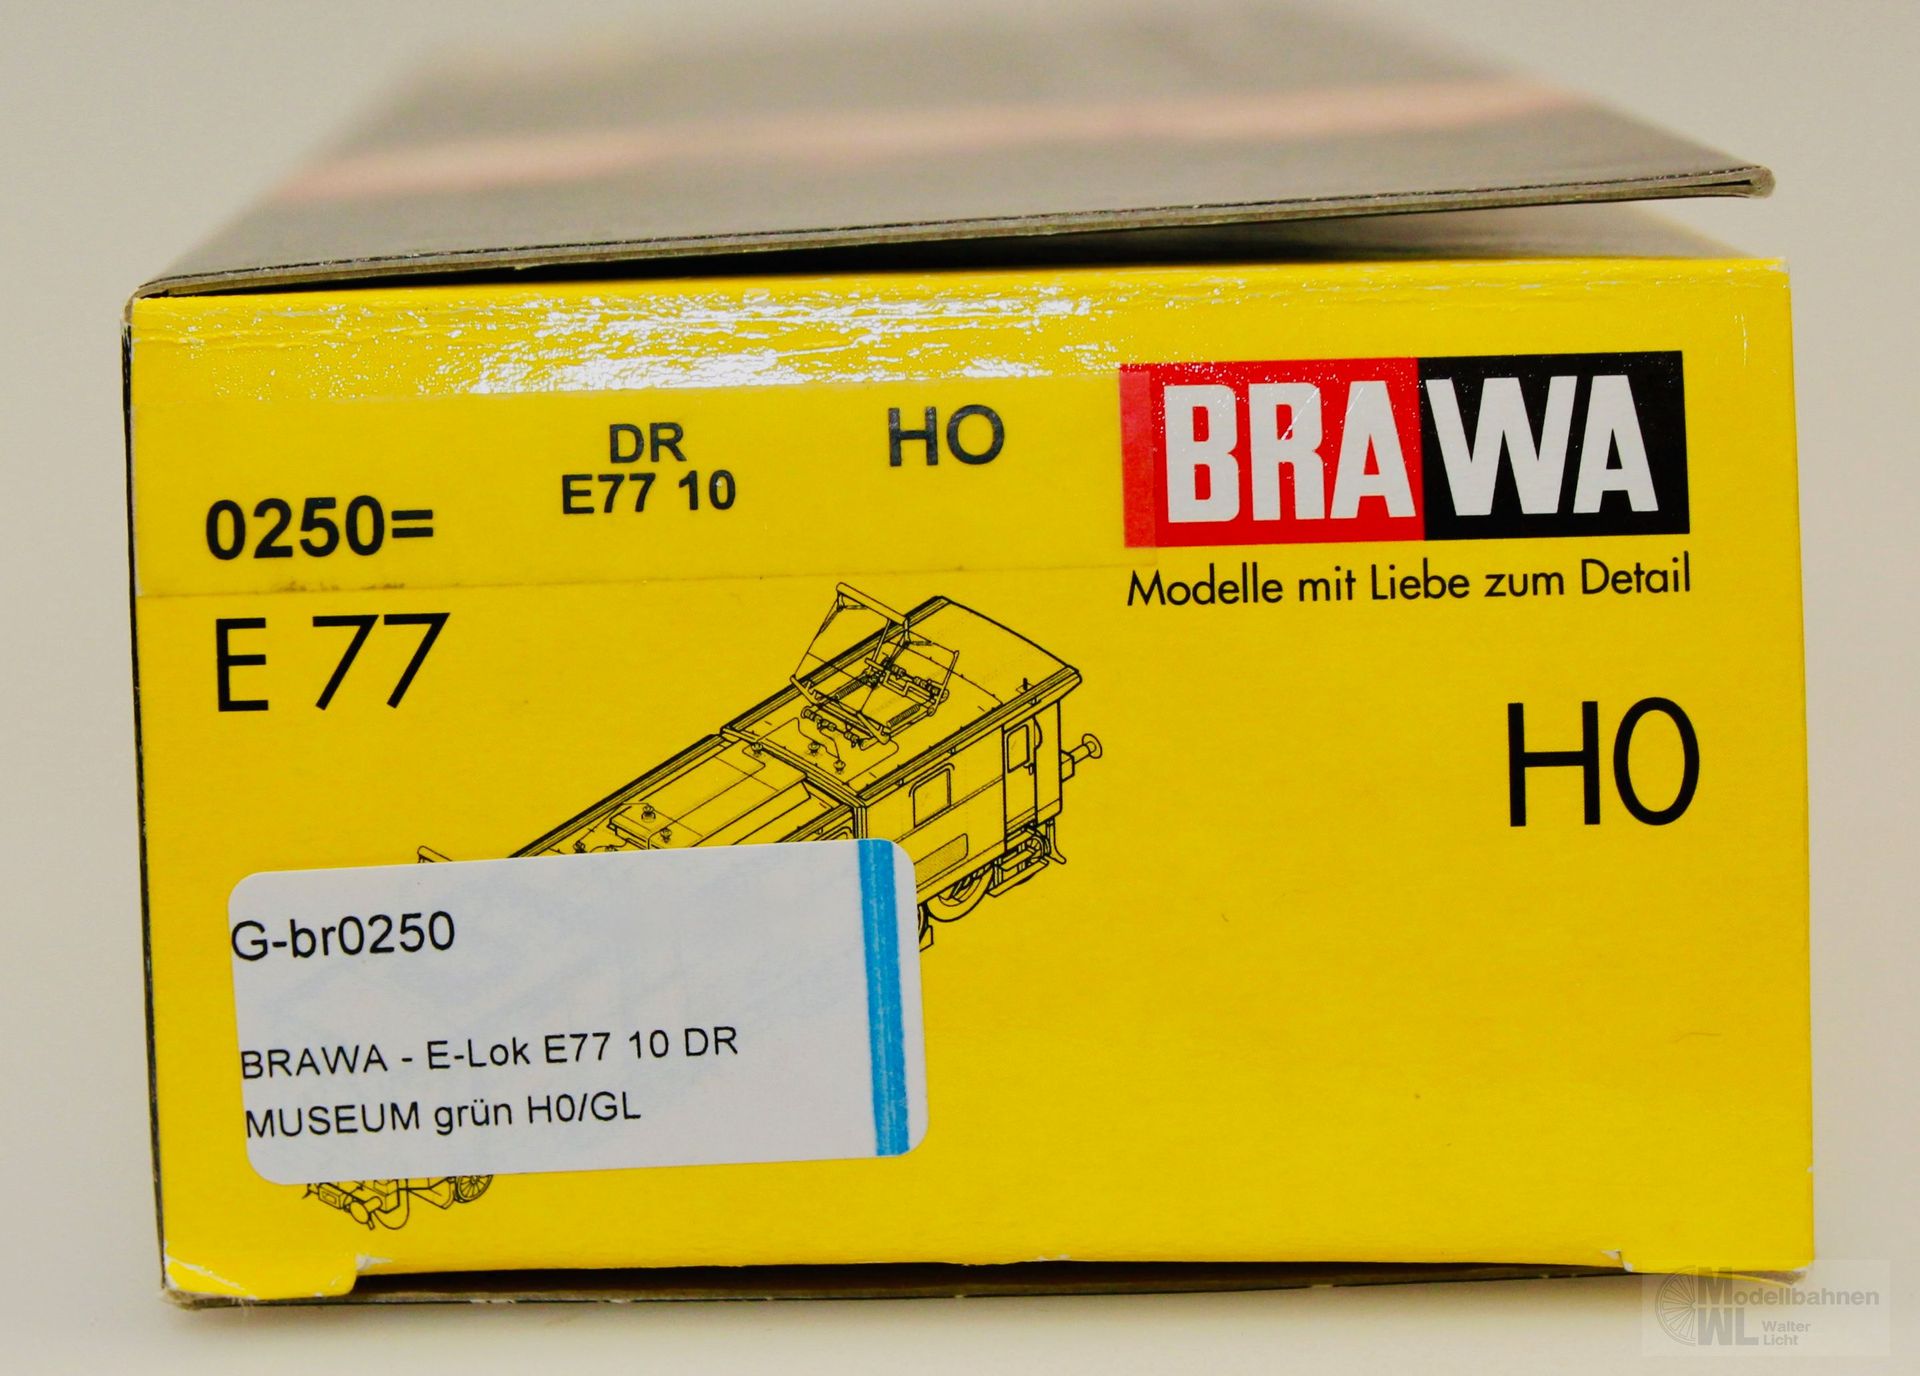 DR
HO
E77 10
0250=
BRAWA
Modelle mit Liebe zum Detail
E 77
H0
G-br0250
BRAWA - E-Lok E77 10 DR
MUSEUM grün H0/GL
Modellbahnen
WL
Walter
Licht